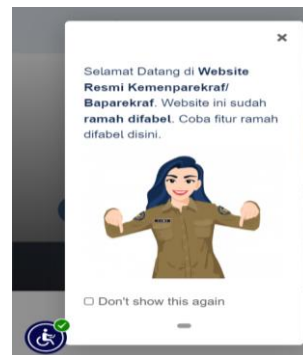 Selamat Datang di Website
Resmi Kemenparekraf/
Baparekraf. Website ini sudah
ramah difabel. Coba fitur ramah
difabel disini.
Don't show this again